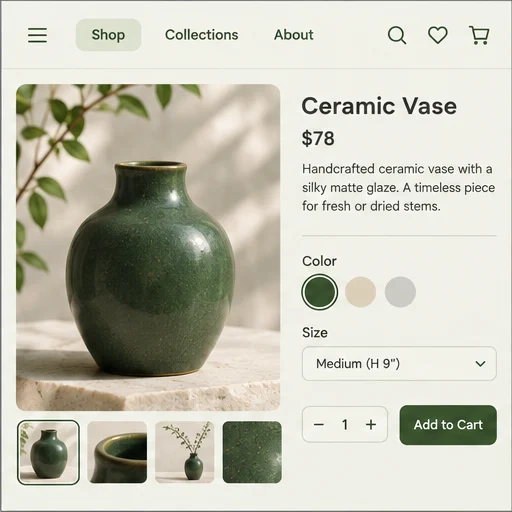 Shop Collections About
Ceramic Vase
$78
Handcrafted ceramic vase with a
silky matte glaze. A timeless piece
for fresh or dried stems.
Color
Size
Medium (H 9")
− 1 + Add to Cart